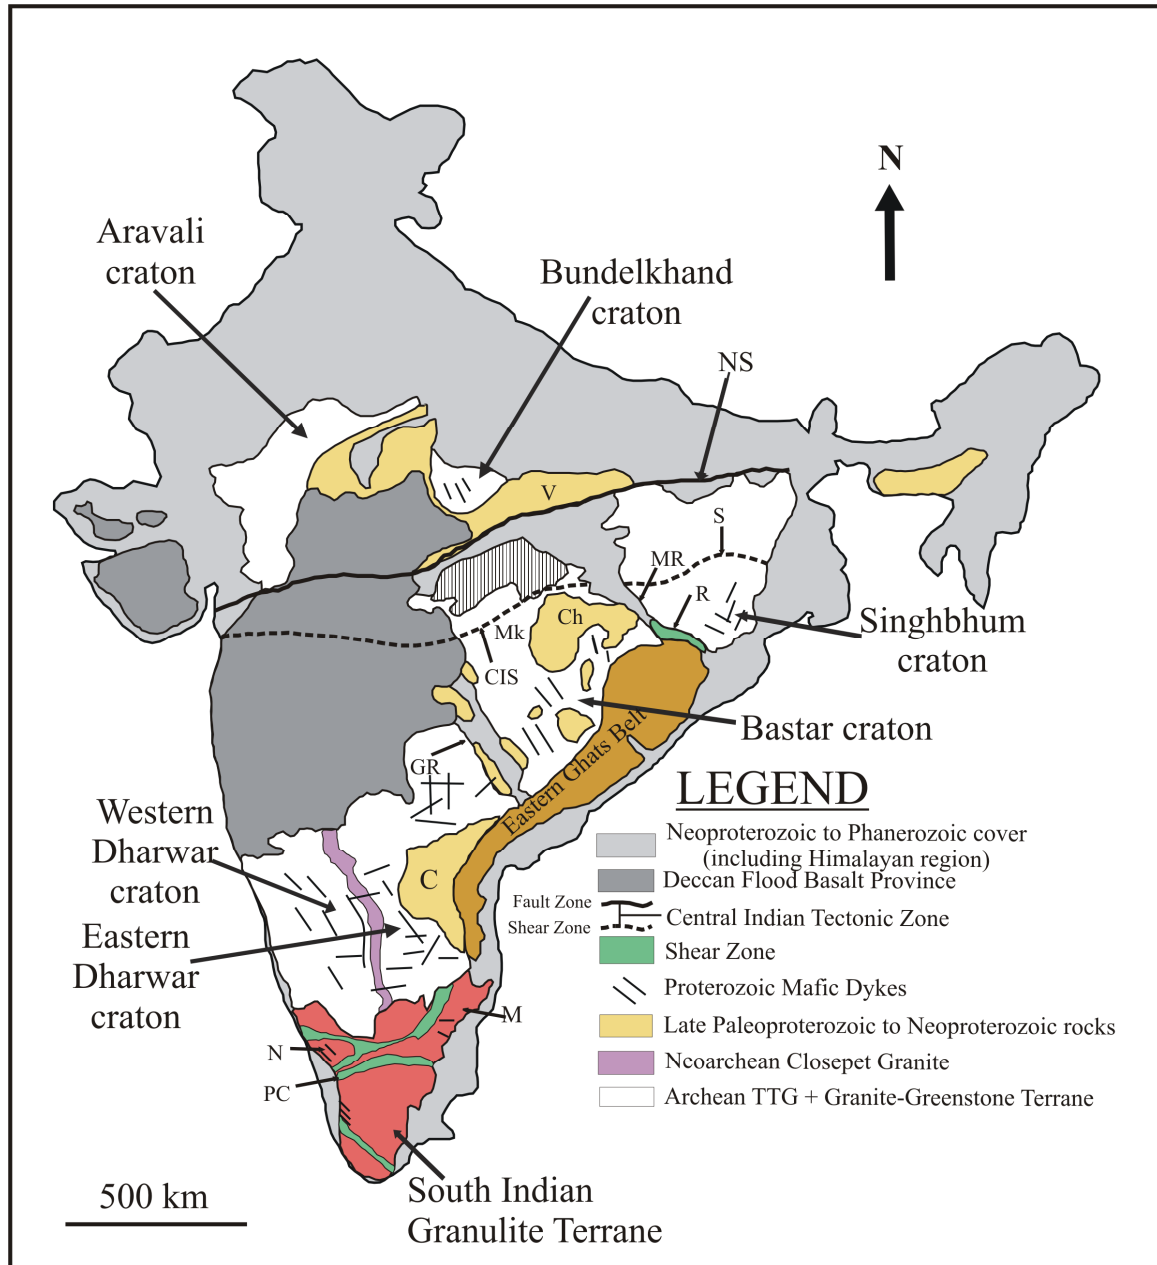 N
Aravali
craton
Bundelkhand
craton
NS
V
S
MR
R
Ch
Mk
CIS
Singhbhum
craton
Bastar craton
GR
Eastern Ghats Belt
Western
Dharwar
craton
C
Eastern
Dharwar
craton
M
N
PC
South Indian
Granulite Terrane
500 km
LEGEND
Neoproterozoic to Phanerozoic cover
(including Himalayan region)
Deccan Flood Basalt Province
Fault Zone
Shear Zone
Central Indian Tectonic Zone
Shear Zone
Proterozoic Mafic Dykes
Late Paleoproterozoic to Neoproterozoic rocks
Ncoarchean Closepet Granite
Archean TTG + Granite-Greenstone Terrane